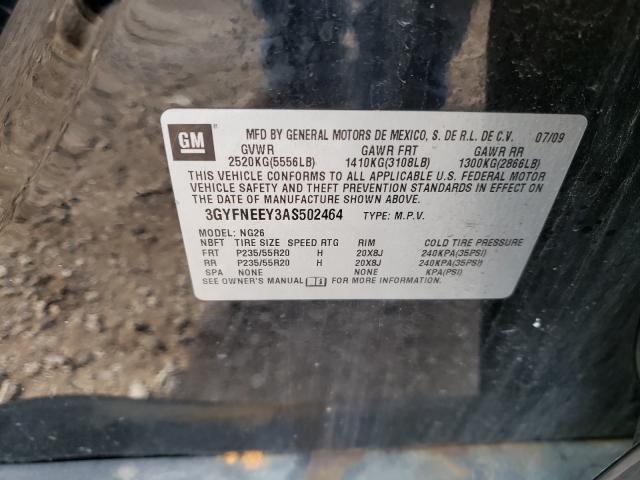 GM
MFD BY GENERAL MOTORS DE MEXICO, S. DE R.L. DE C.V. 07/09
GVWR GAWR FRT GAWR RR
2520KG(5556LB) 1410KG(3108LB) 1300KG(2866LB)
THIS VEHICLE CONFORMS TO ALL APPLICABLE U.S. FEDERAL MOTOR
VEHICLE SAFETY AND THEFT PREVENTION STANDARDS IN EFFECT ON
THE DATE OF MANUFACTURE SHOWN ABOVE.
3GYFNEEY3AS502464 TYPE: M.P.V.
MODEL: NG26
NBFT TIRE SIZE SPEED RTG RIM COLD TIRE PRESSURE
FRT P235/55R20 H 20X8J 240KPA(35PSI)
RR P235/55R20 H 20X8J 240KPA(35PSI)
SPA NONE NONE KPA(PSI)
SEE OWNER'S MANUAL FOR MORE INFORMATION.